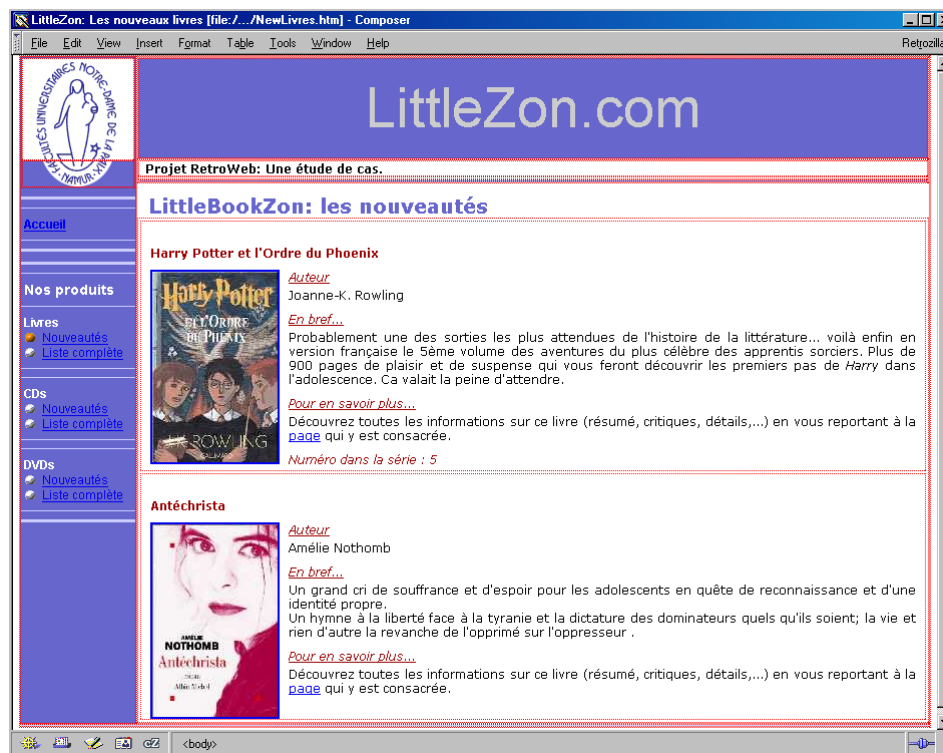 LittleZon: Les nouveaux livres [file:/.../NewLivres.htm] - Composer
File Edit View Insert Format Table Tools Window Help Retrozilla
FACULTÉS UNIVERSITAIRES NOTRE-DAME DE LA PAIX
NAMUR
LittleZon.com
Projet RetroWeb: Une étude de cas.
Accueil
Nos produits
Livres
Nouveautés
Liste complète
CDs
Nouveautés
Liste complète
DVDs
Nouveautés
Liste complète
LittleBookZon: les nouveautés
Harry Potter et l'Ordre du Phoenix
Harry Potter
ET L'ORDRE
DU PHENIX
J.K. ROWLING
GALLIMARD
Auteur
Joanne-K. Rowling
En bref...
Probablement une des sorties les plus attendues de l'histoire de la littérature... voilà enfin en
version française le 5ème volume des aventures du plus célèbre des apprentis sorciers. Plus de
900 pages de plaisir et de suspense qui vous feront découvrir les premiers pas de Harry dans
l'adolescence. Ca valait la peine d'attendre.
Pour en savoir plus...
Découvrez toutes les informations sur ce livre (résumé, critiques, détails,...) en vous reportant à la
page qui y est consacrée.
Numéro dans la série : 5
Antéchrista
AMÉLIE
NOTHOMB
Antéchrista
roman
Albin Michel
Auteur
Amélie Nothomb
En bref...
Un grand cri de souffrance et d'espoir pour les adolescents en quête de reconnaissance et d'une
identité propre.
Un hymne à la liberté face à la tyranie et la dictature des dominateurs quels qu'ils soient; la vie et
rien d'autre la revanche de l'opprimé sur l'oppresseur .
Pour en savoir plus...
Découvrez toutes les informations sur ce livre (résumé, critiques, détails,...) en vous reportant à la
page qui y est consacrée.
<body>